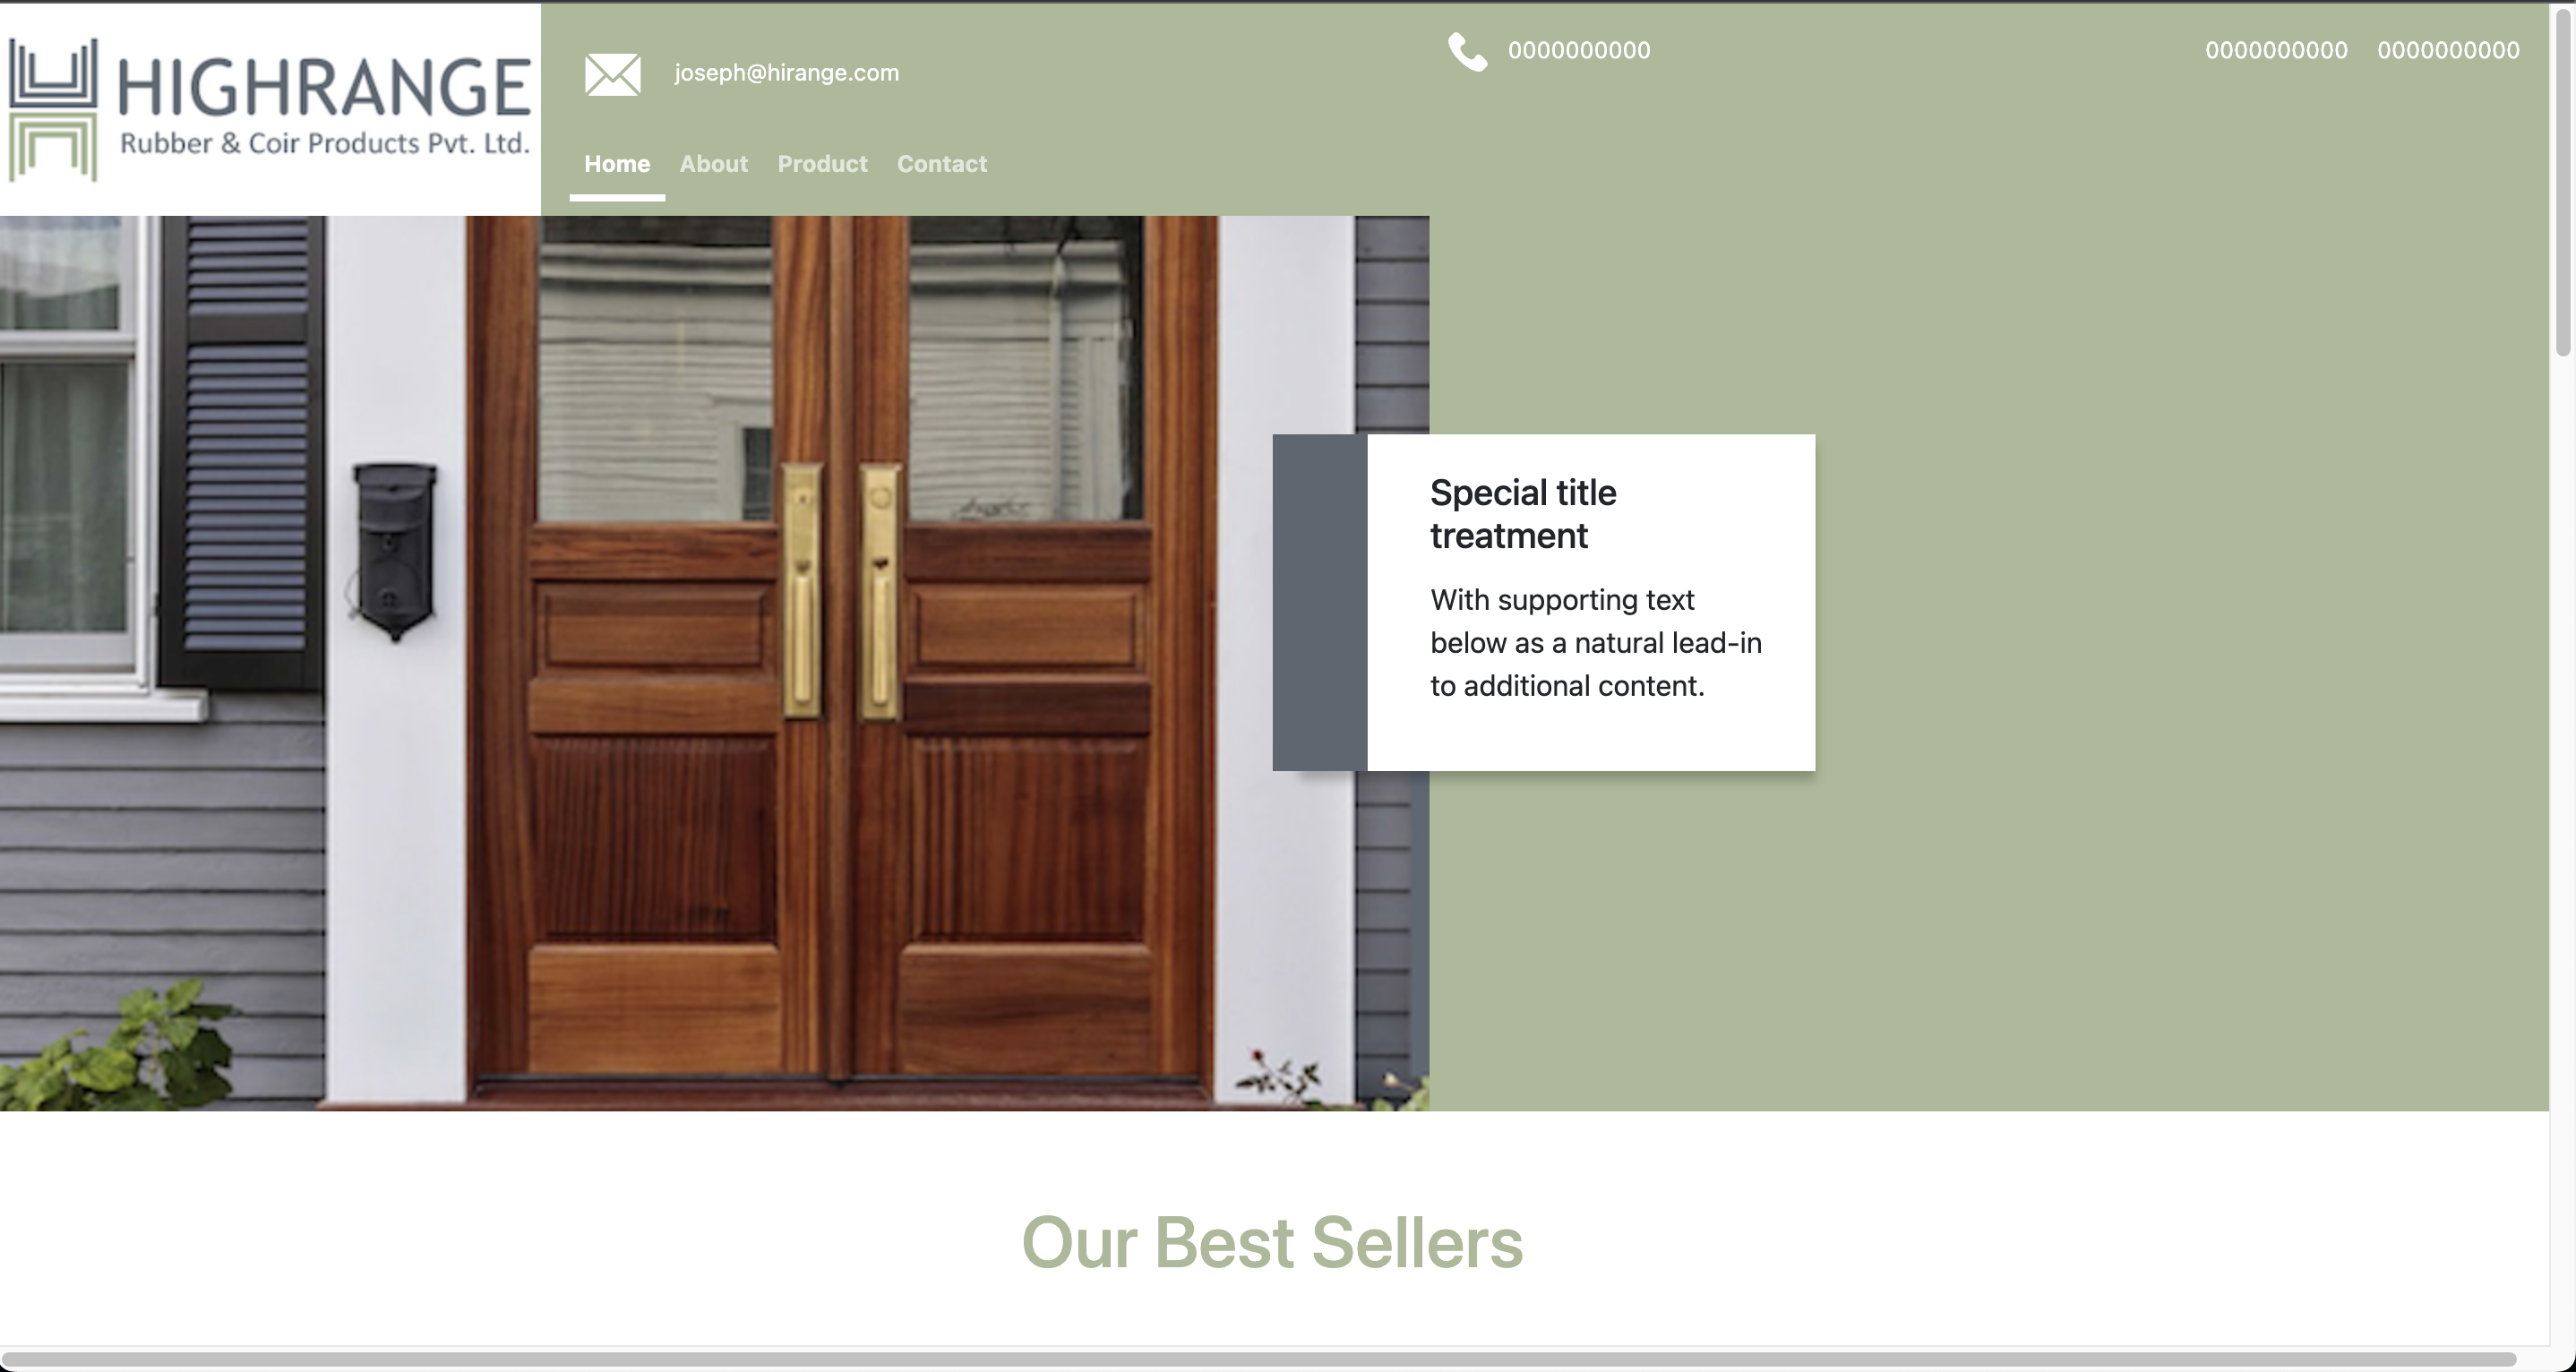 HIGHRANGE
Rubber & Coir Products Pvt. Ltd.
joseph@hirange.com
0000000000
0000000000 0000000000
Home About Product Contact
Special title
treatment
With supporting text
below as a natural lead-in
to additional content.
Our Best Sellers